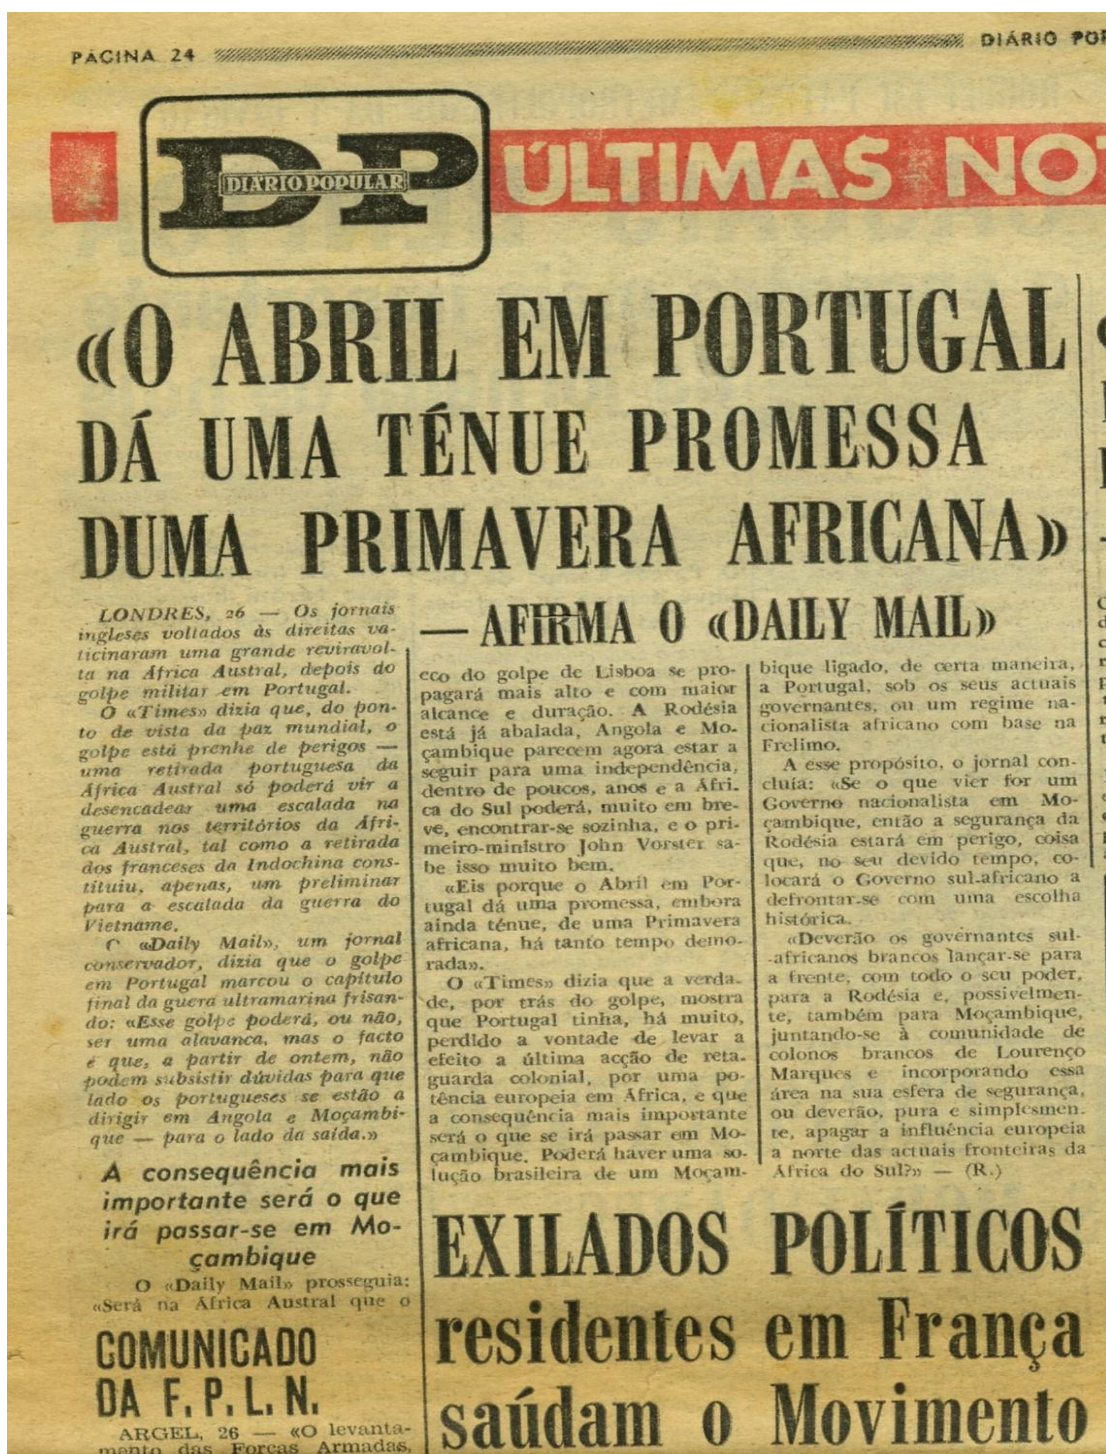 PÁGINA 24
DIÁRIO POP
DP
DIÁRIO POPULAR
ÚLTIMAS NOT
«O ABRIL EM PORTUGAL
DÁ UMA TÉNUE PROMESSA
DUMA PRIMAVERA AFRICANA»
— AFIRMA O «DAILY MAIL»
LONDRES, 26 — Os jornais
ingleses voltados às direitas va-
ticinaram uma grande reviravol-
ta na África Austral, depois do
golpe militar em Portugal.
O «Times» dizia que, do pon-
to de vista da paz mundial, o
golpe está prenhe de perigos —
uma retirada portuguesa da
África Austral só poderá vir a
desencadear uma escalada na
guerra nos territórios da Áfri-
ca Austral, tal como a retirada
dos franceses da Indochina cons-
tituiu, apenas, um preliminar
para a escalada da guerra do
Vietname.
O «Daily Mail», um jornal
conservador, dizia que o golpe
em Portugal marcou o capítulo
final da guera ultramarina frisan-
do: «Esse golpe poderá, ou não,
ser uma alavanca, mas o facto
é que, a partir de ontem, não
podem subsistir dúvidas para que
lado os portugueses se estão a
dirigir em Angola e Moçambi-
que — para o lado da saída.»
A consequência mais
importante será o que
irá passar-se em Mo-
çambique
O «Daily Mail» prosseguia:
«Será na África Austral que o
eco do golpe de Lisboa se pro-
pagará mais alto e com maior
alcance e duração. A Rodésia
está já abalada, Angola e Mo-
çambique parecem agora estar a
seguir para uma independência,
dentro de poucos, anos e a Áfri-
ca do Sul poderá, muito em bre-
ve, encontrar-se sozinha, e o pri-
meiro-ministro John Vorster sa-
be isso muito bem.
«Eis porque o Abril em Por-
tugal dá uma promessa, embora
ainda ténue, de uma Primavera
africana, há tanto tempo demo-
rada».
O «Times» dizia que a verda-
de, por trás do golpe, mostra
que Portugal tinha, há muito,
perdido a vontade de levar a
efeito a última acção de reta-
guarda colonial, por uma po-
tência europeia em África, e que
a consequência mais importante
será o que se irá passar em Mo-
çambique. Poderá haver uma so-
lução brasileira de um Moçam-
bique ligado, de certa maneira,
a Portugal, sob os seus actuais
governantes, ou um regime na-
cionalista africano com base na
Frelimo.
A esse propósito, o jornal con-
cluia: «Se o que vier for um
Governo nacionalista em Mo-
çambique, então a segurança da
Rodésia estará em perigo, coisa
que, no seu devido tempo, co-
locará o Governo sul-africano a
defrontar-se com uma escolha
histórica.
«Deverão os governantes sul-
-africanos brancos lançar-se para
a frente, com todo o seu poder,
para a Rodésia e, possivelmen-
te, também para Moçambique,
juntando-se à comunidade de
colonos brancos de Lourenço
Marques e incorporando essa
área na sua esfera de segurança,
ou deverão, pura e simplesmen-
te, apagar a influência europeia
a norte das actuais fronteiras da
África do Sul?» — (R.)
COMUNICADO
DA F. P. L. N.
ARGEL, 26 — «O levanta-
mento das Forças Armadas,
EXILADOS POLÍTICOS
residentes em França
saúdam o Movimento